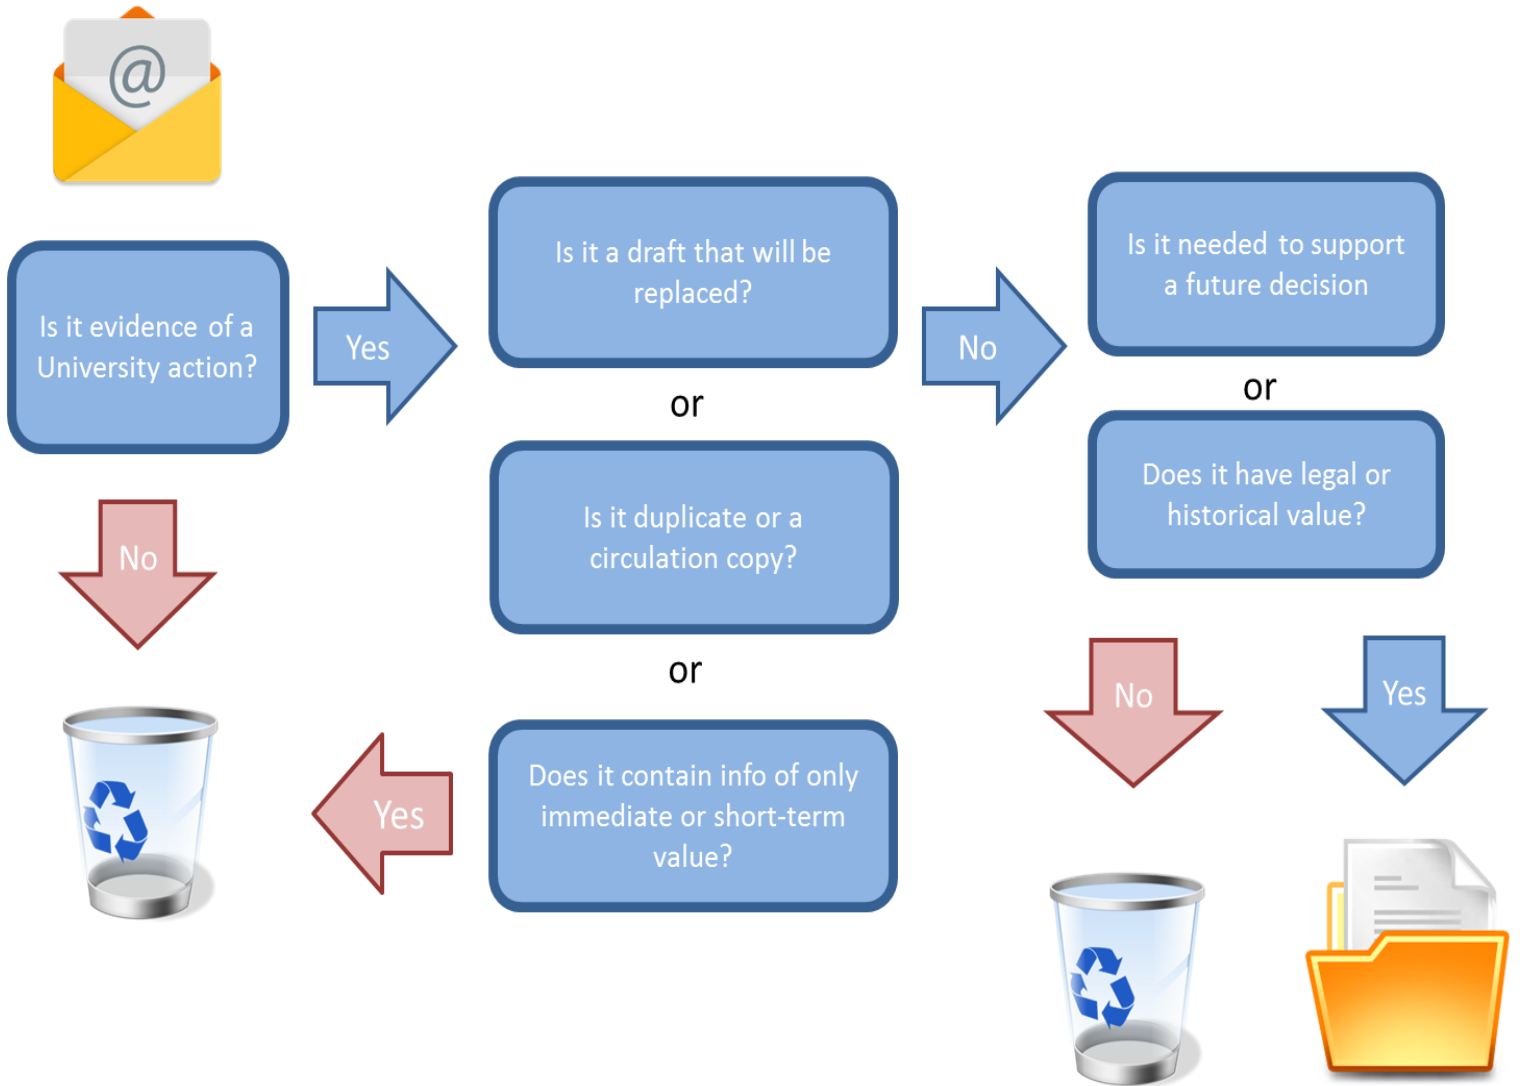 @
Is it evidence of a
University action?
Yes
No
Is it a draft that will be
replaced?
or
Is it duplicate or a
circulation copy?
or
Does it contain info of only
immediate or short-term
value?
Yes
No
Is it needed to support
a future decision
or
Does it have legal or
historical value?
No
Yes